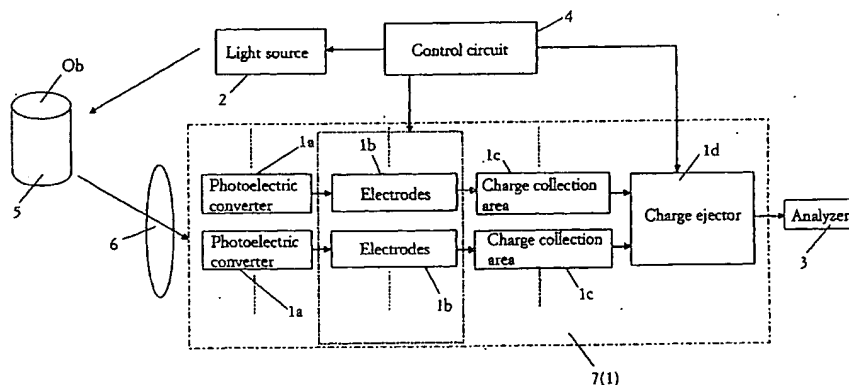 4
Light source
Control circuit
Ob
2
1a
1b
1c
1d
Photoelectric
converter
Electrodes
Charge collection
area
Charge ejector
Analyzer
5
6
Photoelectric
converter
Electrodes
Charge collection
area
3
1a
1b
1c
7(1)